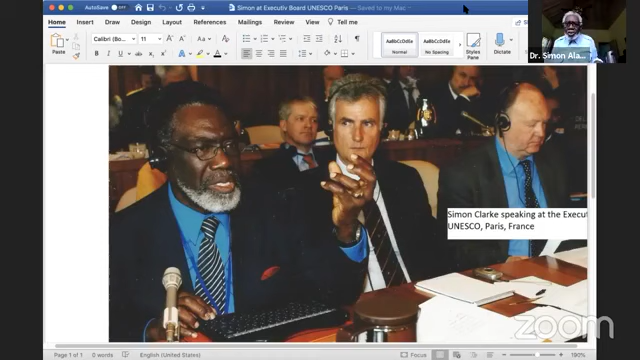 AutoSave
Simon at Executiv Board UNESCO Paris — Saved to my Mac
Home Insert Draw Design Layout References Mailings Review View Tell me
Paste
Calibri (Bo... 11
AaBbCcDdEe AaBbCcDdEe
Normal No Spacing
Styles
Pane
Dictate
Dr. Simon Ala...
Simon Clarke speaking at the Execut
UNESCO, Paris, France
zoom
Page 1 of 1 0 words English (United States) Focus 190%